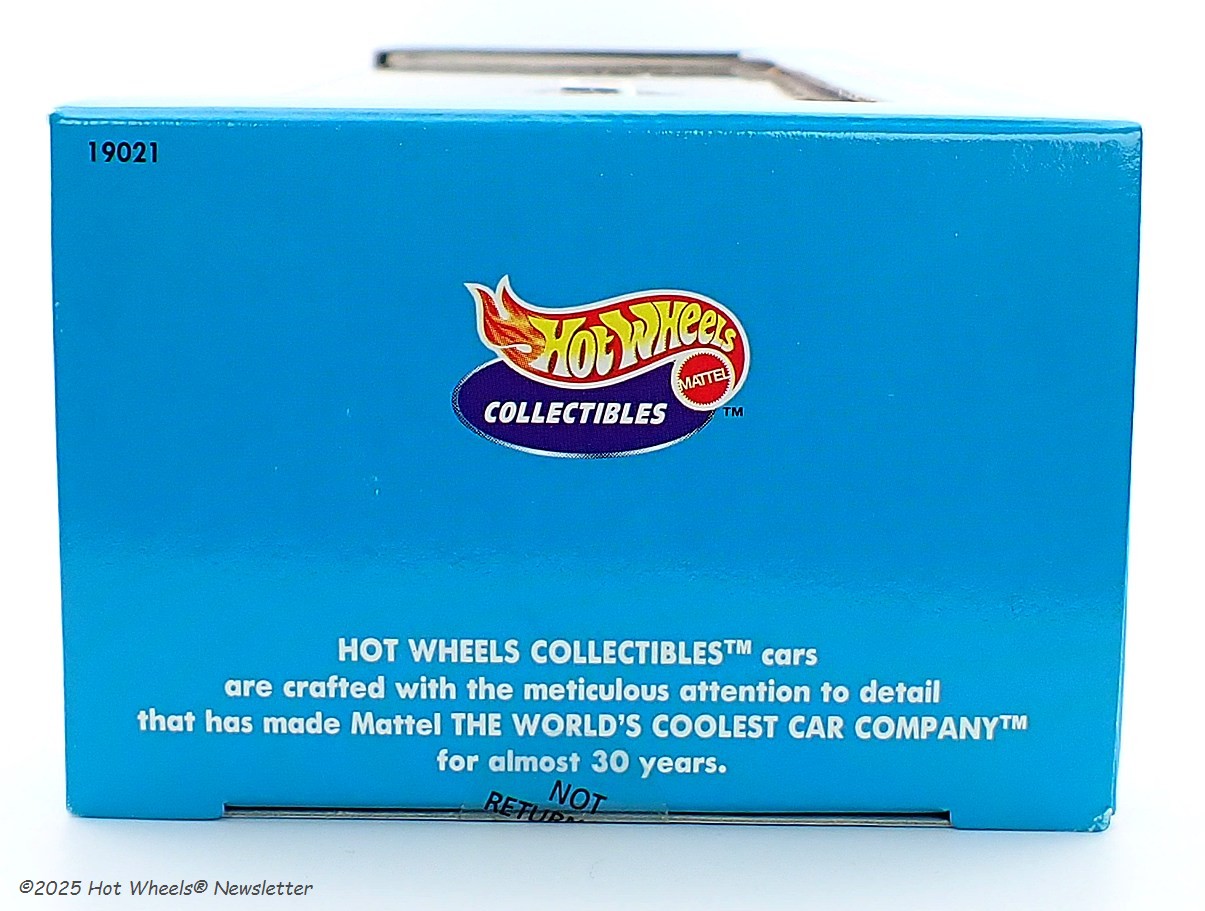 19021
HOT WHEELS
MATTEL
COLLECTIBLES ™
HOT WHEELS COLLECTIBLES™ cars
are crafted with the meticulous attention to detail
that has made Mattel THE WORLD'S COOLEST CAR COMPANY™
for almost 30 years.
NOT
©2025 Hot Wheels® Newsletter